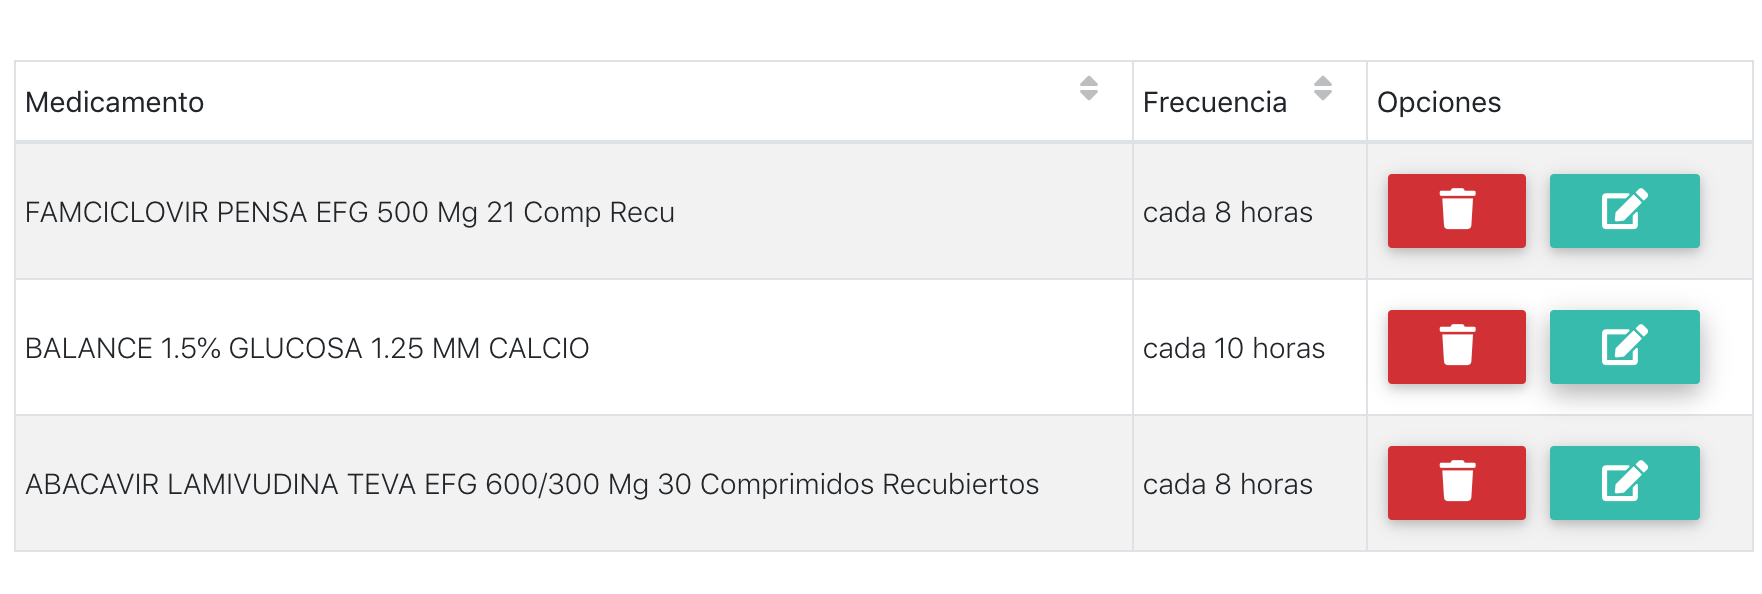 Medicamento Frecuencia Opciones
FAMCICLOVIR PENSA EFG 500 Mg 21 Comp Recu cada 8 horas
BALANCE 1.5% GLUCOSA 1.25 MM CALCIO cada 10 horas
ABACAVIR LAMIVUDINA TEVA EFG 600/300 Mg 30 Comprimidos Recubiertos cada 8 horas